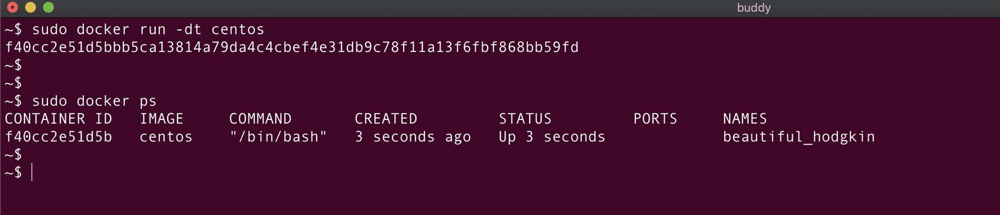 buddy
~$ sudo docker run -dt centos
f40cc2e51d5bbb5ca13814a79da4c4cbef4e31db9c78f11a13f6fbf868bb59fd
~$
~$
~$ sudo docker ps
CONTAINER ID   IMAGE     COMMAND       CREATED         STATUS         PORTS     NAMES
f40cc2e51d5b   centos    "/bin/bash"   3 seconds ago   Up 3 seconds             beautiful_hodgkin
~$
~$